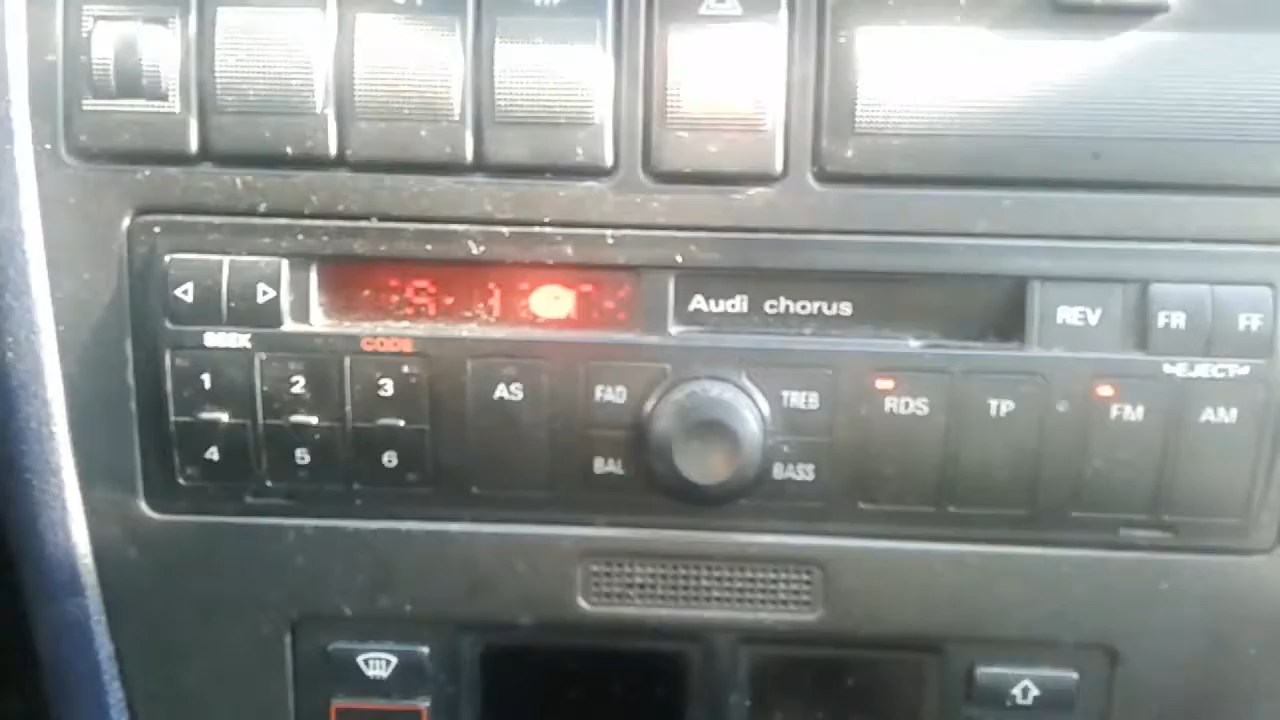 Audi chorus
REV
FR
FF
SEEK
CODE
EJECT
1
2
3
AS
FAD
TREB
RDS
TP
FM
AM
4
5
6
BAL
BASS